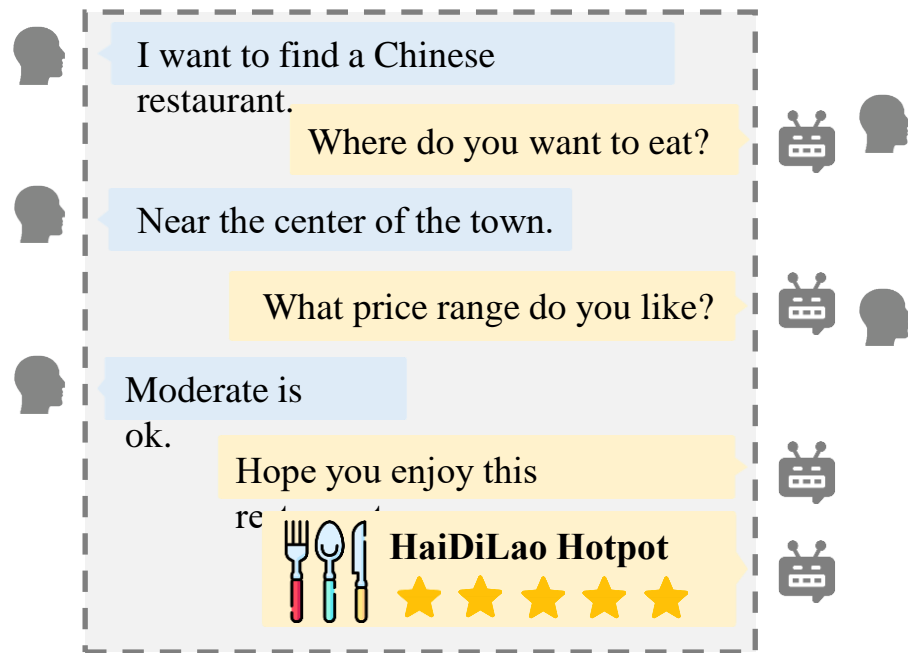 I want to find a Chinese
restaurant.
Where do you want to eat?
Near the center of the town.
What price range do you like?
Moderate is
ok.
Hope you enjoy this
HaiDiLao Hotpot